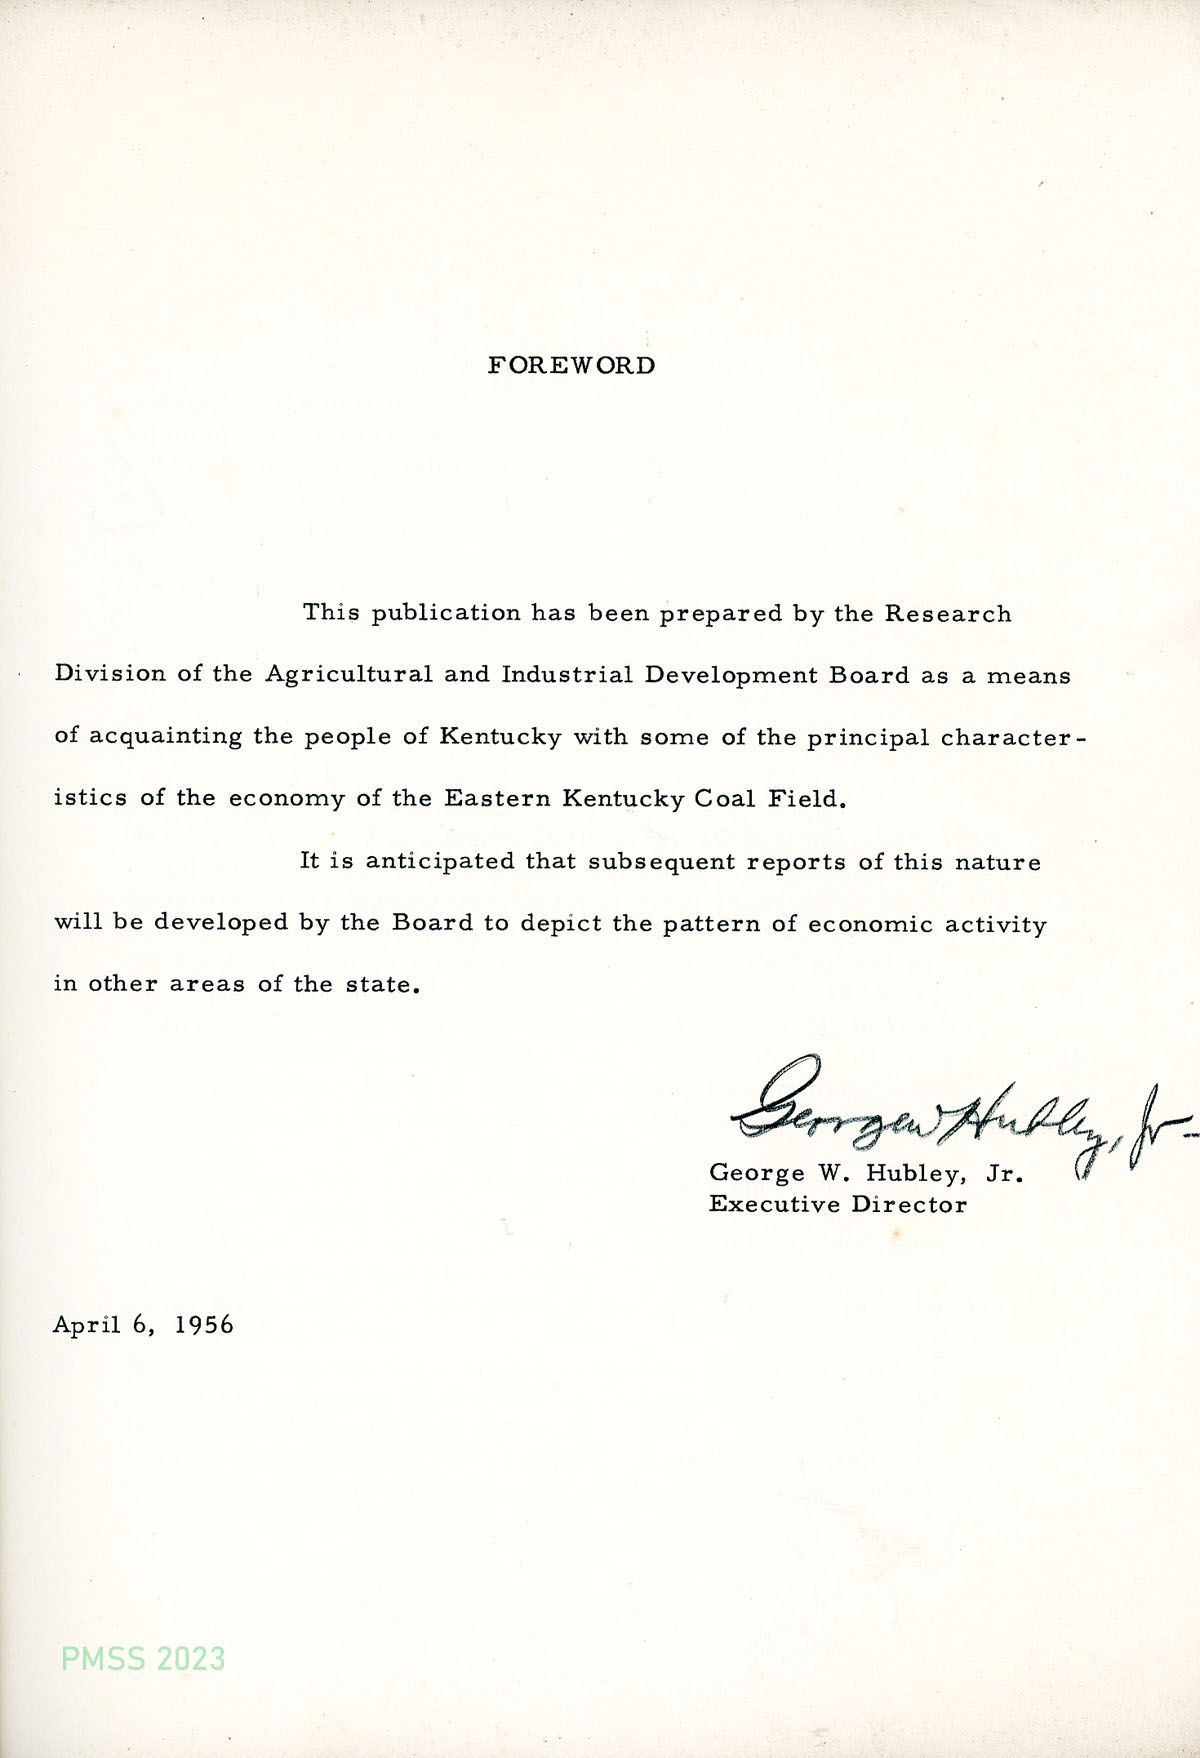 FOREWORD
This publication has been prepared by the Research
Division of the Agricultural and Industrial Development Board as a means
of acquainting the people of Kentucky with some of the principal character-
istics of the economy of the Eastern Kentucky Coal Field.
It is anticipated that subsequent reports of this nature
will be developed by the Board to depict the pattern of economic activity
in other areas of the state.
George W Hubley, Jr-
George W. Hubley, Jr.
Executive Director
April 6, 1956
PMSS 2023